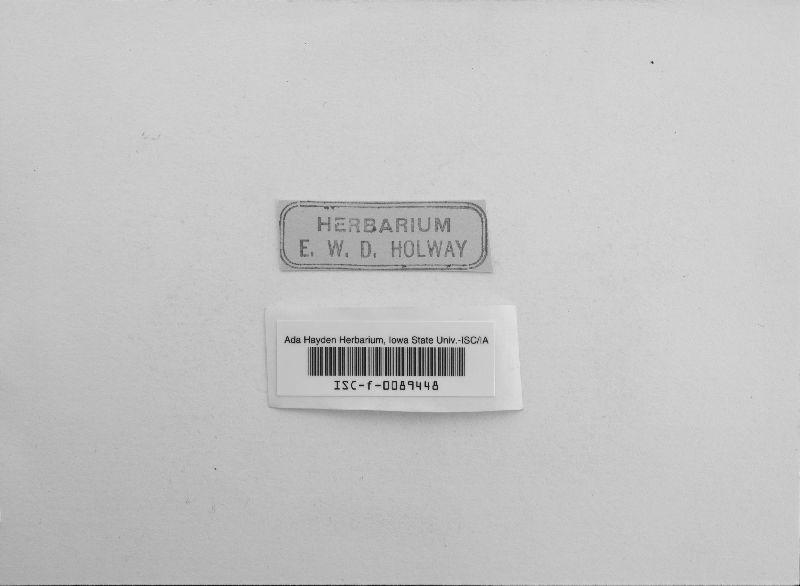 HERBARIUM
E. W. D. HOLWAY
Ada Hayden Herbarium, Iowa State Univ.-ISC/IA
ISC-f-0089448